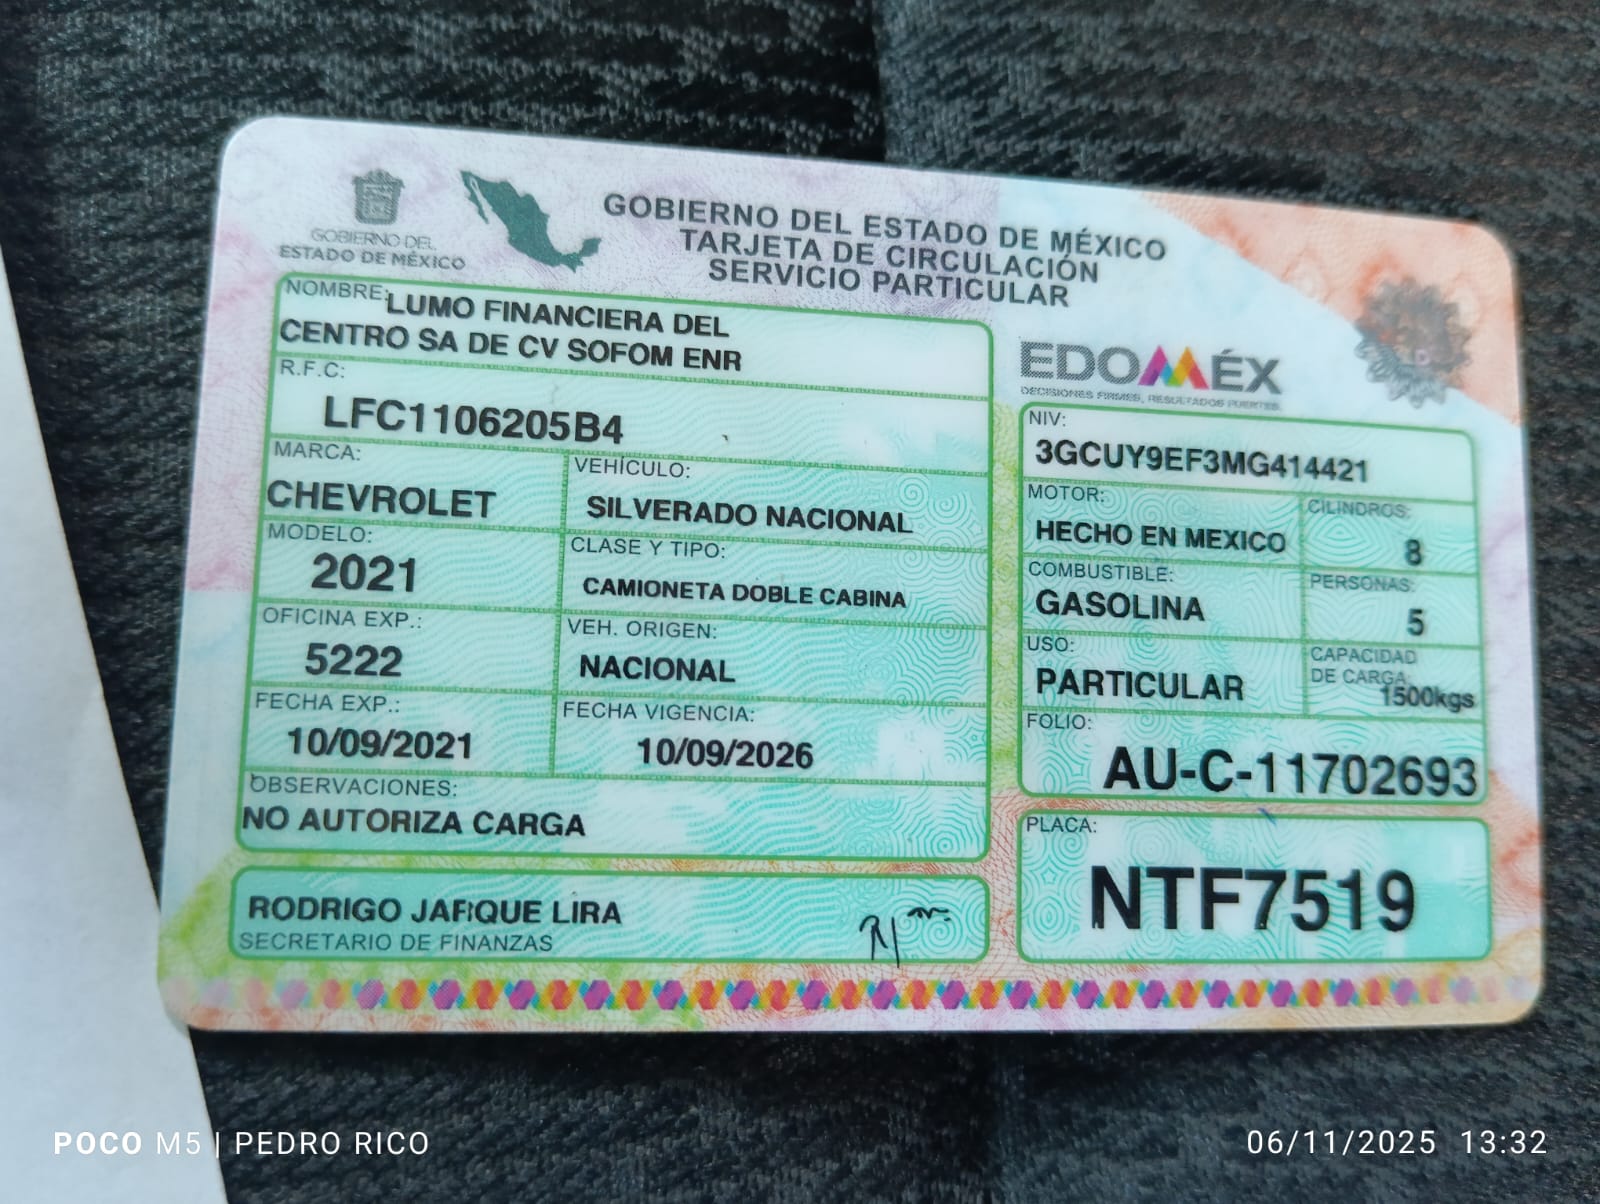 GOBIERNO DEL
ESTADO DE MÉXICO
GOBIERNO DEL ESTADO DE MÉXICO
TARJETA DE CIRCULACIÓN
SERVICIO PARTICULAR
NOMBRE: LUMO FINANCIERA DEL
CENTRO SA DE CV SOFOM ENR
R.F.C:
LFC1106205B4
MARCA:
CHEVROLET
VEHÍCULO:
SILVERADO NACIONAL
MODELO:
2021
CLASE Y TIPO:
CAMIONETA DOBLE CABINA
OFICINA EXP.:
5222
VEH. ORIGEN:
NACIONAL
FECHA EXP.:
10/09/2021
FECHA VIGENCIA:
10/09/2026
OBSERVACIONES:
NO AUTORIZA CARGA
RODRIGO JARQUE LIRA
SECRETARIO DE FINANZAS
EDOMÉX
DECISIONES FIRMES, RESULTADOS FUERTES.
NIV:
3GCUY9EF3MG414421
MOTOR:
HECHO EN MEXICO
CILINDROS:
8
COMBUSTIBLE:
GASOLINA
PERSONAS:
5
USO:
PARTICULAR
CAPACIDAD
DE CARGA:
1500kgs
FOLIO:
AU-C-11702693
PLACA:
NTF7519
POCO M5 | PEDRO RICO
06/11/2025 13:32